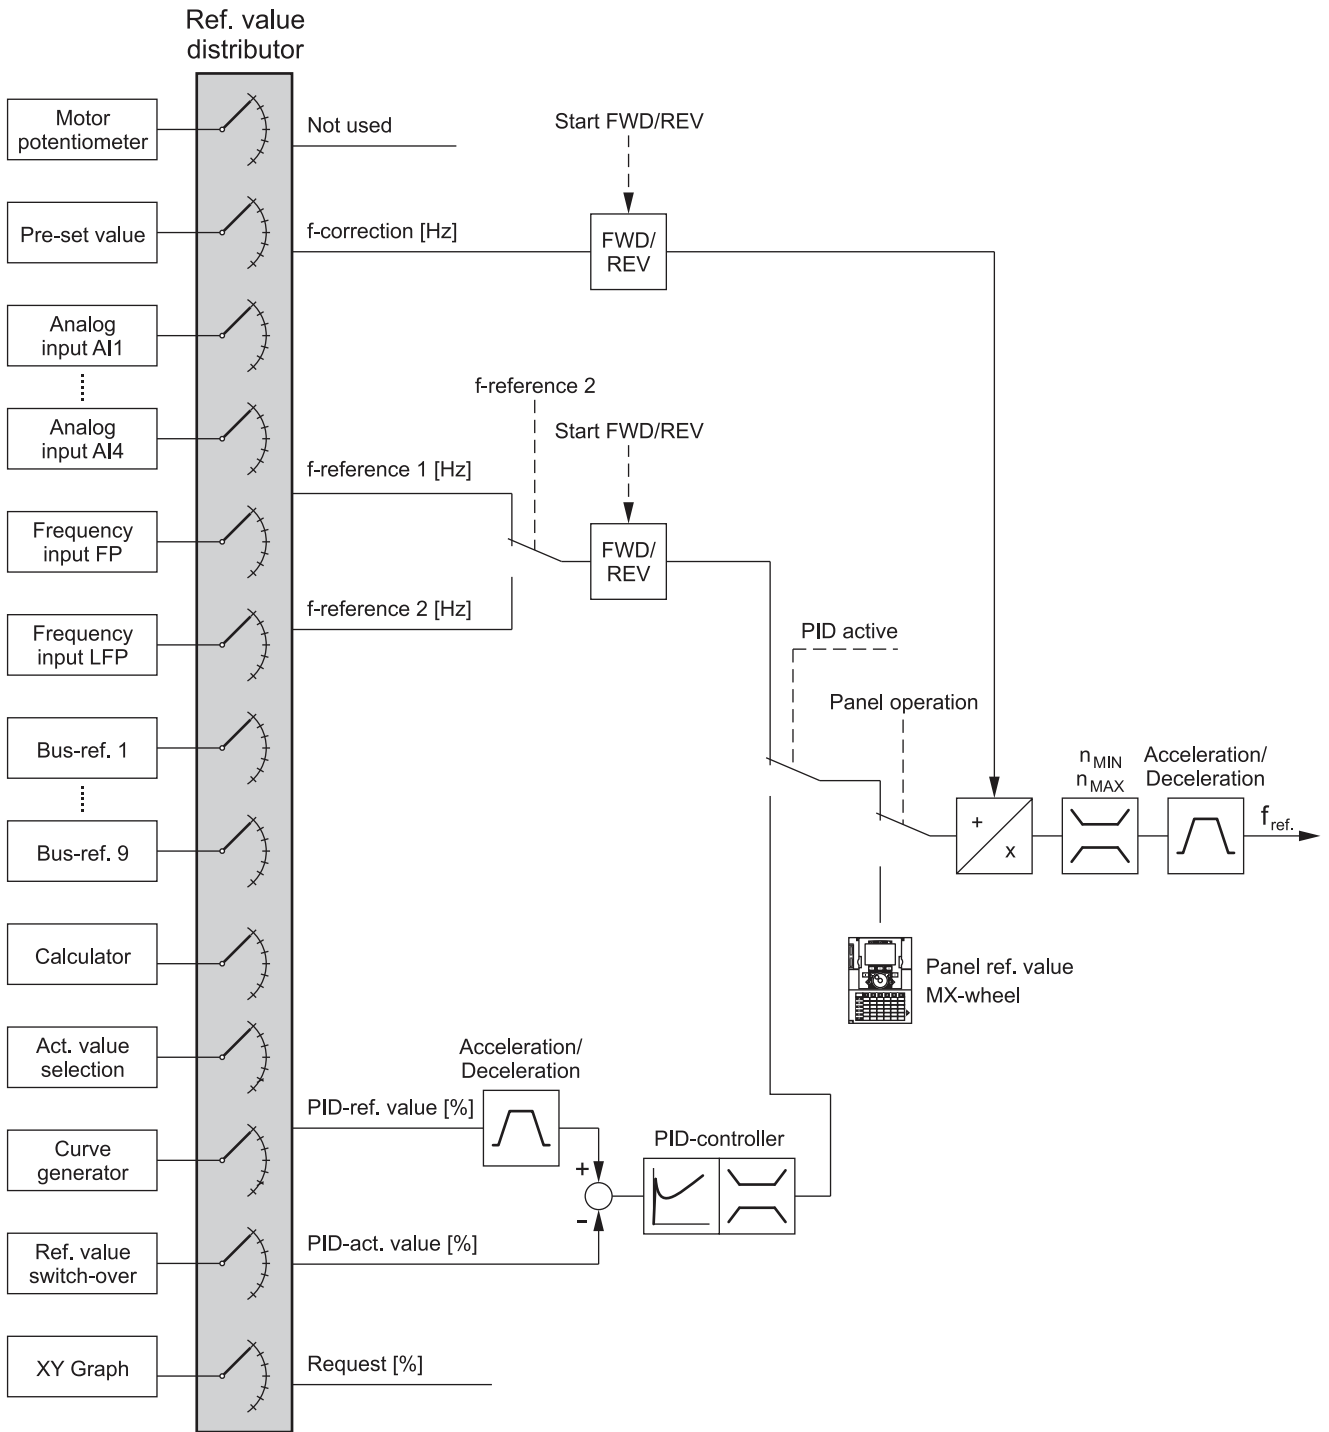 Ref. value
distributor
Motor
potentiometer
Not used
Start FWD/REV
Pre-set value
f-correction [Hz]
FWD/
REV
Analog
input AI1
f-reference 2
Analog
input AI4
Start FWD/REV
f-reference 1 [Hz]
Frequency
input FP
FWD/
REV
f-reference 2 [Hz]
Frequency
input LFP
PID active
Panel operation
Bus-ref. 1
nMIN
nMAX
Acceleration/
Deceleration
+
x
fref.
Bus-ref. 9
Calculator
Panel ref. value
MX-wheel
Act. value
selection
Acceleration/
Deceleration
PID-ref. value [%]
PID-controller
Curve
generator
+
-
Ref. value
switch-over
PID-act. value [%]
XY Graph
Request [%]